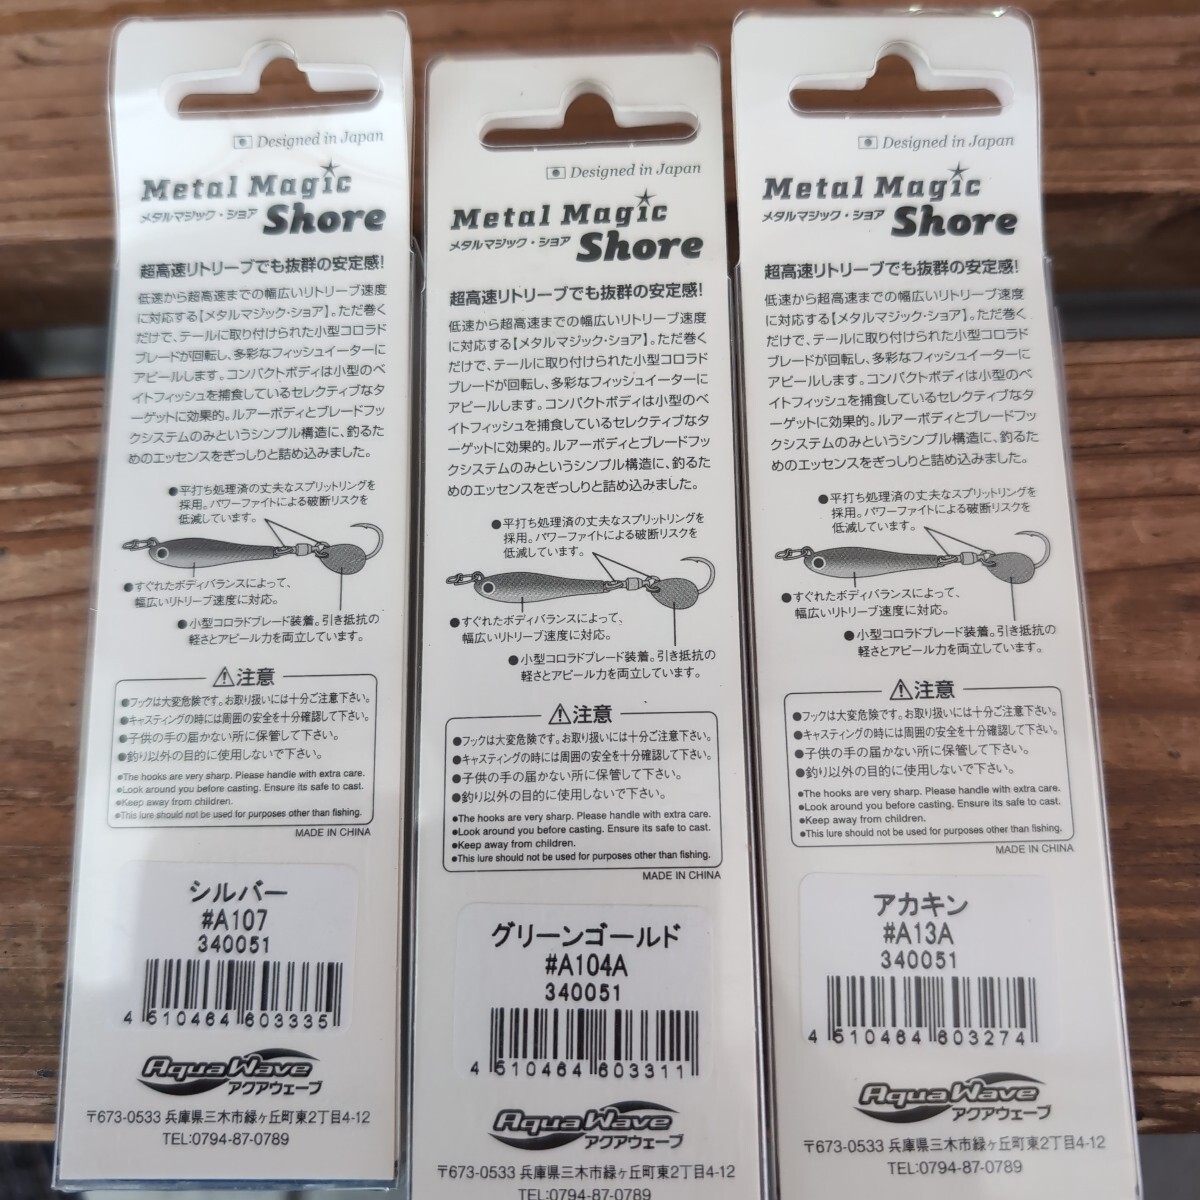 Designed in Japan
Metal Magic
メタルマジック・ショア Shore
超高速リトリーブでも抜群の安定感!
低速から超高速までの幅広いリトリーブ速度
に対応する【メタルマジック・ショア】。ただ巻く
だけで、テールに取り付けられた小型コロラド
ブレードが回転し、多彩なフィッシュイーターに
アピールします。コンパクトボディは小型のベ
イトフィッシュを捕食しているセレクティブなタ
ーゲットに効果的。ルアーボディとブレードフッ
クシステムのみというシンプル構造に、釣るた
めのエッセンスをぎっしりと詰め込みました。
●平打ち処理済の丈夫なスプリットリングを
採用。パワーファイトによる破断リスクを
低減しています。
●すぐれたボディバランスによって、
幅広いリトリーブ速度に対応。
●小型コロラドブレード装着。引き抵抗の
軽さとアピール力を両立しています。
⚠注意
●フックは大変危険です。お取り扱いには十分ご注意下さい。
●キャスティングの時には周囲の安全を十分確認して下さい。
●子供の手の届かない所に保管して下さい。
●釣り以外の目的に使用しないで下さい。
●The hooks are very sharp. Please handle with extra care.
●Look around you before casting. Ensure its safe to cast.
●Keep away from children.
●This lure should not be used for purposes other than fishing.
MADE IN CHINA
シルバー
#A107
340051
4 510464 603335
AquaWave
アクアウェーブ
〒673-0533 兵庫県三木市緑ヶ丘町東2丁目4-12
TEL:0794-87-0789
Designed in Japan
Metal Magic
メタルマジック・ショア Shore
超高速リトリーブでも抜群の安定感!
低速から超高速までの幅広いリトリーブ速度
に対応する【メタルマジック・ショア】。ただ巻く
だけで、テールに取り付けられた小型コロラド
ブレードが回転し、多彩なフィッシュイーターに
アピールします。コンパクトボディは小型のベ
イトフィッシュを捕食しているセレクティブなタ
ーゲットに効果的。ルアーボディとブレードフッ
クシステムのみというシンプル構造に、釣るた
めのエッセンスをぎっしりと詰め込みました。
●平打ち処理済の丈夫なスプリットリングを
採用。パワーファイトによる破断リスクを
低減しています。
●すぐれたボディバランスによって、
幅広いリトリーブ速度に対応。
●小型コロラドブレード装着。引き抵抗の
軽さとアピール力を両立しています。
⚠注意
●フックは大変危険です。お取り扱いには十分ご注意下さい。
●キャスティングの時には周囲の安全を十分確認して下さい。
●子供の手の届かない所に保管して下さい。
●釣り以外の目的に使用しないで下さい。
●The hooks are very sharp. Please handle with extra care.
●Look around you before casting. Ensure its safe to cast.
●Keep away from children.
●This lure should not be used for purposes other than fishing.
MADE IN CHINA
グリーンゴールド
#A104A
340051
4 510464 603311
AquaWave
アクアウェーブ
〒673-0533 兵庫県三木市緑ヶ丘町東2丁目4-12
TEL:0794-87-0789
Designed in Japan
Metal Magic
メタルマジック・ショア Shore
超高速リトリーブでも抜群の安定感!
低速から超高速までの幅広いリトリーブ速度
に対応する【メタルマジック・ショア】。ただ巻く
だけで、テールに取り付けられた小型コロラド
ブレードが回転し、多彩なフィッシュイーターに
アピールします。コンパクトボディは小型のベ
イトフィッシュを捕食しているセレクティブなタ
ーゲットに効果的。ルアーボディとブレードフッ
クシステムのみというシンプル構造に、釣るた
めのエッセンスをぎっしりと詰め込みました。
●平打ち処理済の丈夫なスプリットリングを
採用。パワーファイトによる破断リスクを
低減しています。
●すぐれたボディバランスによって、
幅広いリトリーブ速度に対応。
●小型コロラドブレード装着。引き抵抗の
軽さとアピール力を両立しています。
⚠注意
●フックは大変危険です。お取り扱いには十分ご注意下さい。
●キャスティングの時には周囲の安全を十分確認して下さい。
●子供の手の届かない所に保管して下さい。
●釣り以外の目的に使用しないで下さい。
●The hooks are very sharp. Please handle with extra care.
●Look around you before casting. Ensure its safe to cast.
●Keep away from children.
●This lure should not be used for purposes other than fishing.
MADE IN CHINA
アカキン
#A13A
340051
4 510464 603274
AquaWave
アクアウェーブ
〒673-0533 兵庫県三木市緑ヶ丘町東2丁目4-12
TEL:0794-87-0789